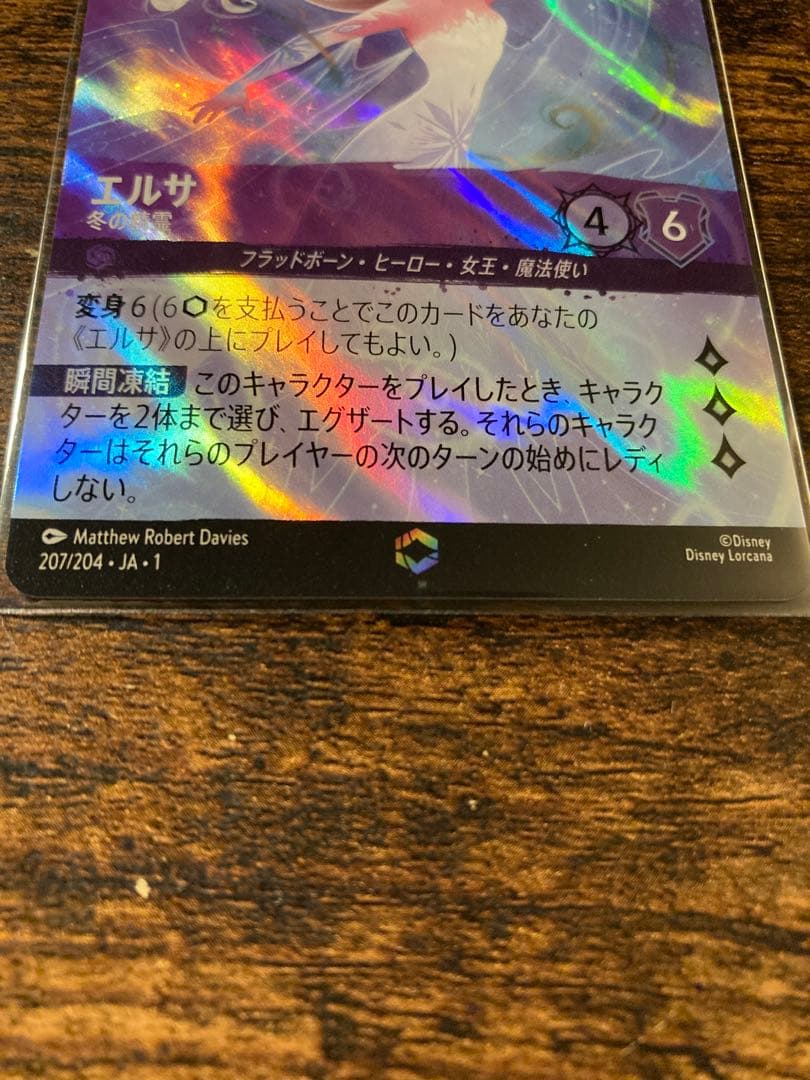 エルサ
冬の精霊
4 6
フラッドボーン・ヒーロー・女王・魔法使い
変身 6 (6⬡を支払うことでこのカードをあなたの
《エルサ》の上にプレイしてもよい。)
瞬間凍結 このキャラクターをプレイしたとき、キャラク
ターを2体まで選び、エグザートする。それらのキャラク
ターはそれらのプレイヤーの次のターンの始めにレディ
しない。
Matthew Robert Davies
207/204・JA・1
©Disney
Disney Lorcana